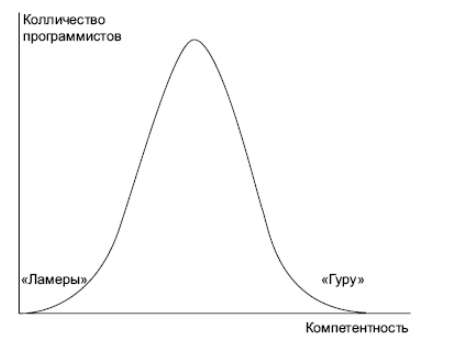 Колличество
программистов
«Ламеры»
«Гуру»
Компетентность